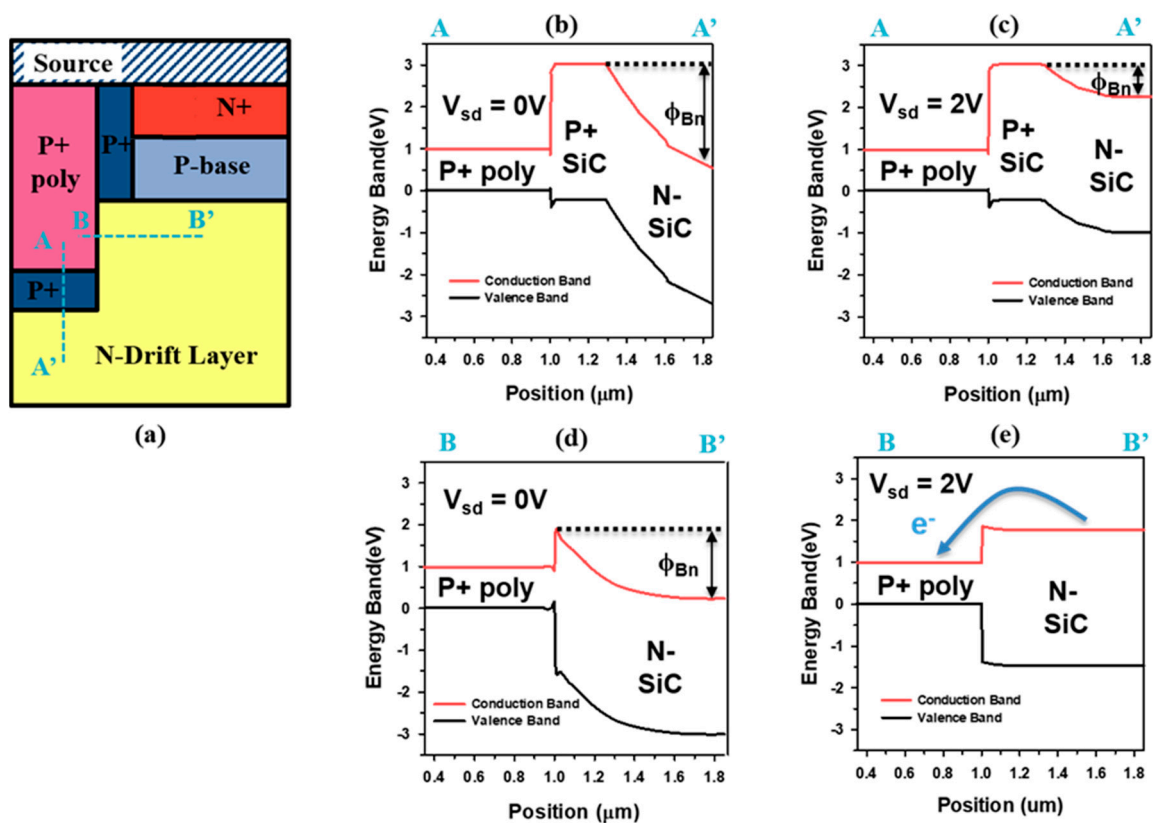 (a)
Source
N+
P+
poly
P+
P-base
B
B’
A
P+
A’
N-Drift Layer
A
(b)
A’
V_sd = 0V
ϕ_Bn
P+
SiC
P+ poly
N-
SiC
Conduction Band
Valence Band
Energy Band(eV)
3
2
1
0
-1
-2
-3
0.4 0.6 0.8 1.0 1.2 1.4 1.6 1.8
Position (μm)
A
(c)
A’
V_sd = 2V
ϕ_Bn
P+
SiC
P+ poly
N-
SiC
Conduction Band
Valence Band
Energy Band(eV)
3
2
1
0
-1
-2
-3
0.4 0.6 0.8 1.0 1.2 1.4 1.6 1.8
Position (μm)
B
(d)
B’
V_sd = 0V
ϕ_Bn
P+ poly
N-
SiC
Conduction Band
Valence Band
Energy Band(eV)
3
2
1
0
-1
-2
-3
0.4 0.6 0.8 1.0 1.2 1.4 1.6 1.8
Position (μm)
B
(e)
B’
V_sd = 2V
e-
P+ poly
N-
SiC
Conduction Band
Valence Band
Energy Band(eV)
3
2
1
0
-1
-2
-3
0.4 0.6 0.8 1.0 1.2 1.4 1.6 1.8
Position (um)